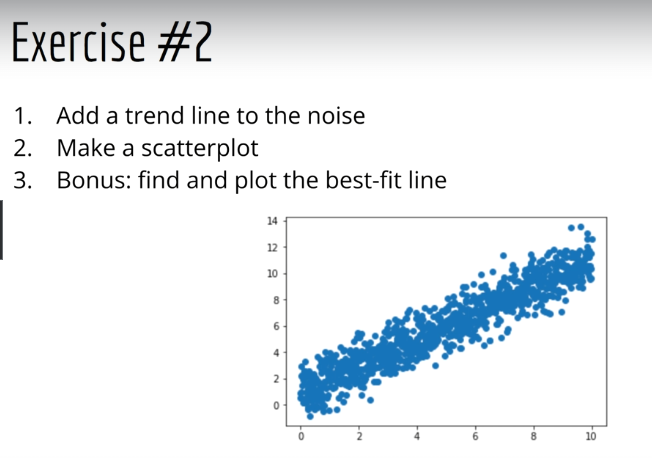 Exercise #2
1. Add a trend line to the noise
2. Make a scatterplot
3. Bonus: find and plot the best-fit line
14
12
10
8
6
4
2
0
0 2 4 6 8 10